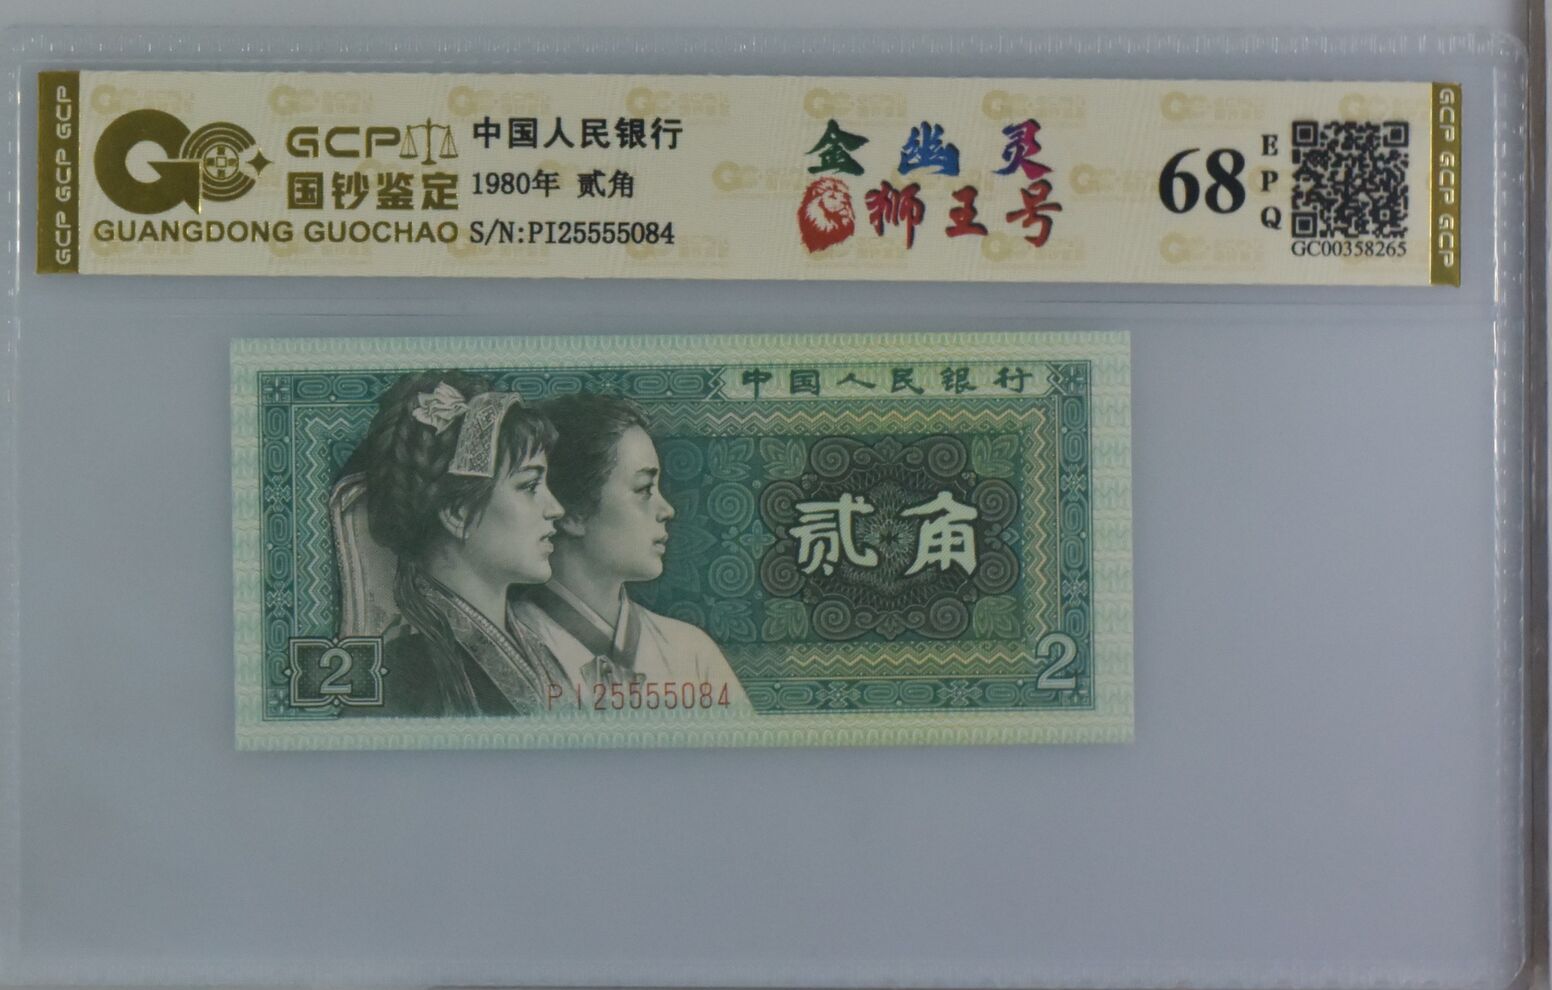 GCP GCP GCP
GCP
国钞鉴定
GUANGDONG GUOCHAO
中国人民银行
1980年 贰角
S/N:PI25555084
金幽灵
狮王号
68
EPQ
GC00358265
GCP GCP GCP
中国人民银行
贰角
2
2
PI25555084